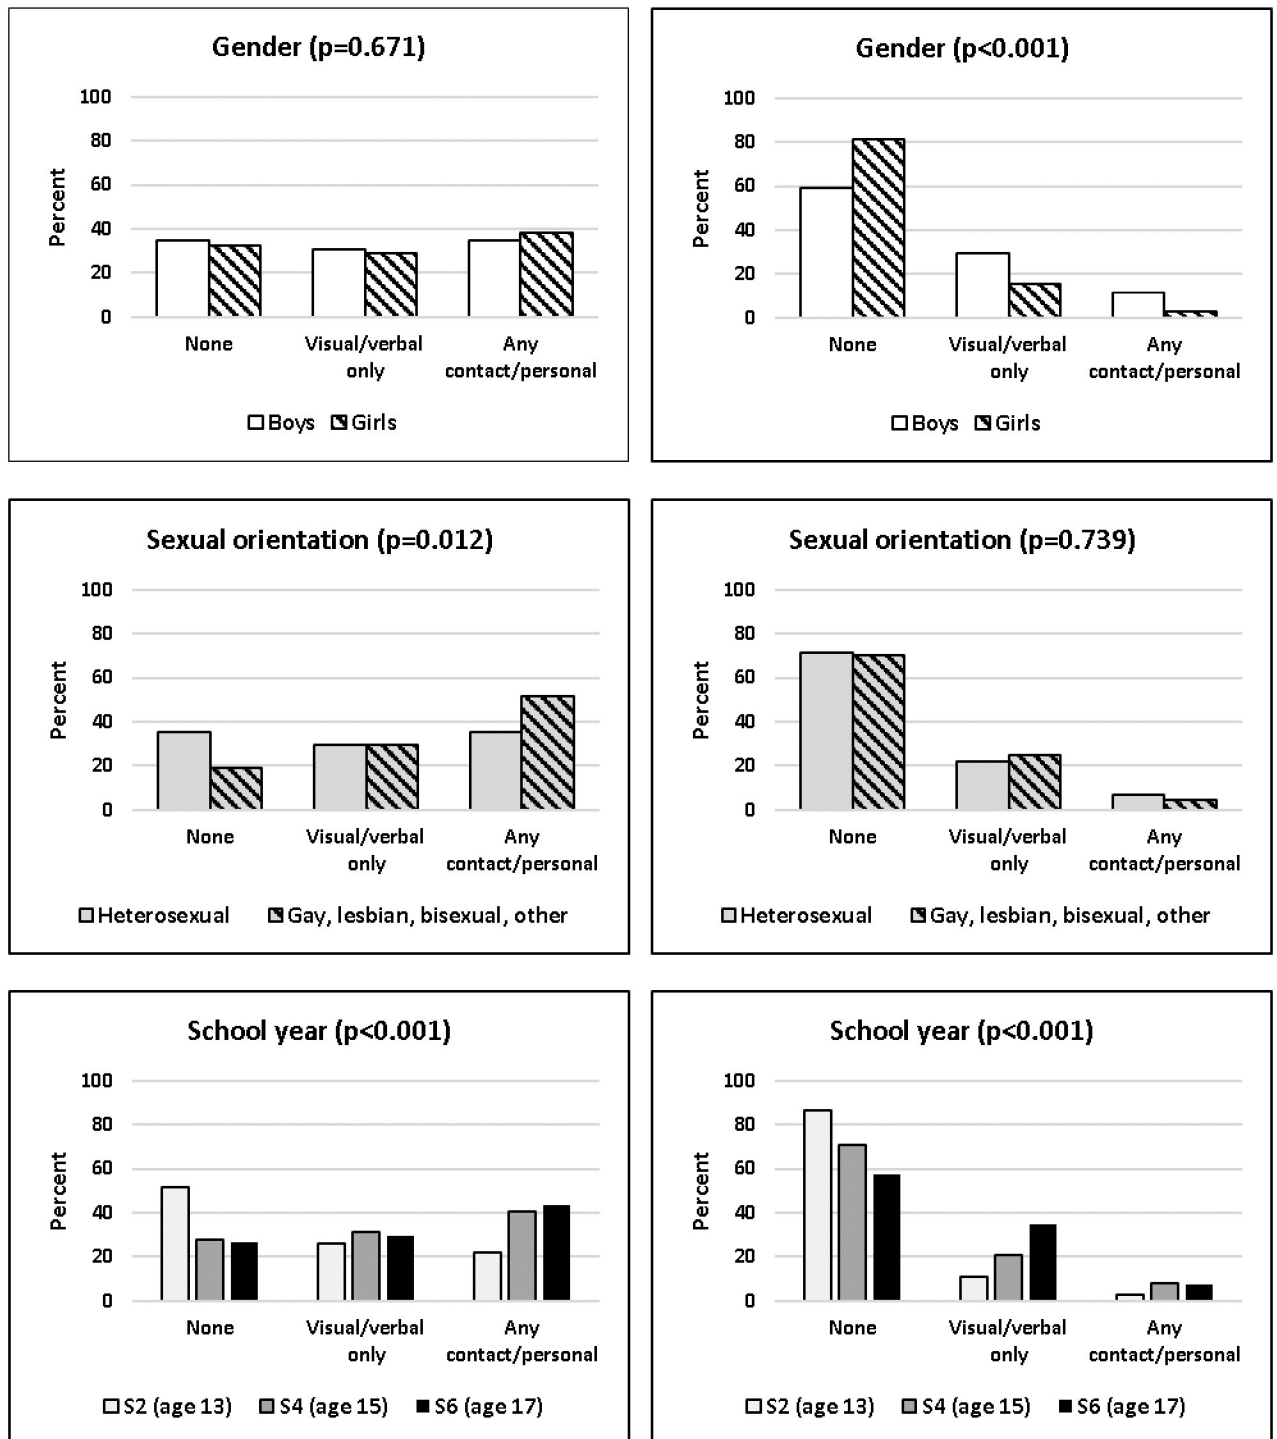 Gender (p=0.671)
100
80
60
40
20
0
Percent
None
Visual/verbal
only
Any
contact/personal
Boys
Girls
Gender (p<0.001)
100
80
60
40
20
0
Percent
None
Visual/verbal
only
Any
contact/personal
Boys
Girls
Sexual orientation (p=0.012)
100
80
60
40
20
0
Percent
None
Visual/verbal
only
Any
contact/personal
Heterosexual
Gay, lesbian, bisexual, other
Sexual orientation (p=0.739)
100
80
60
40
20
0
Percent
None
Visual/verbal
only
Any
contact/personal
Heterosexual
Gay, lesbian, bisexual, other
School year (p<0.001)
100
80
60
40
20
0
Percent
None
Visual/verbal
only
Any
contact/personal
S2 (age 13)
S4 (age 15)
S6 (age 17)
School year (p<0.001)
100
80
60
40
20
0
Percent
None
Visual/verbal
only
Any
contact/personal
S2 (age 13)
S4 (age 15)
S6 (age 17)